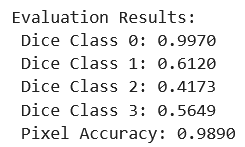 Evaluation Results:
Dice Class 0: 0.9970
Dice Class 1: 0.6120
Dice Class 2: 0.4173
Dice Class 3: 0.5649
Pixel Accuracy: 0.9890